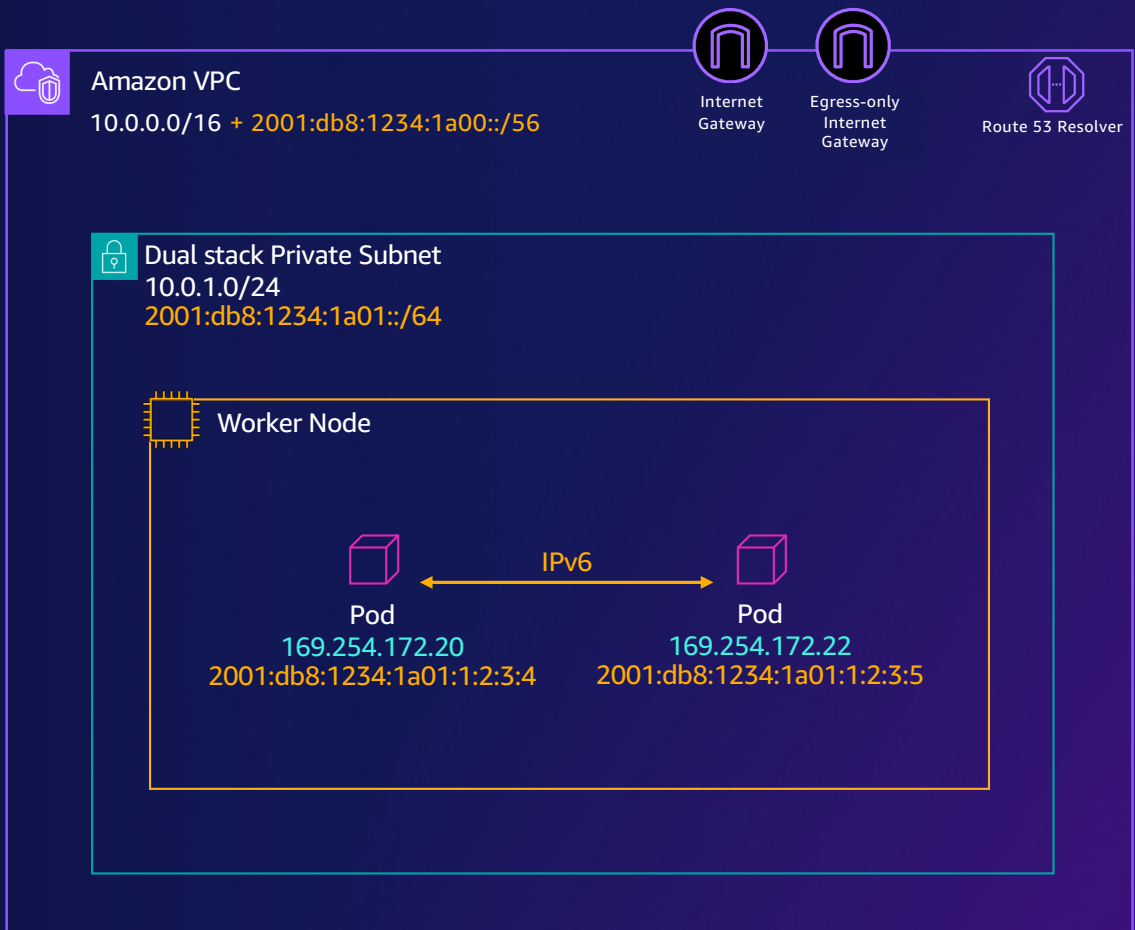 Amazon VPC
10.0.0.0/16 + 2001:db8:1234:1a00::/56
Internet
Gateway
Egress-only
Internet
Gateway
Route 53 Resolver
Dual stack Private Subnet
10.0.1.0/24
2001:db8:1234:1a01::/64
Worker Node
IPv6
Pod
169.254.172.20
2001:db8:1234:1a01:1:2:3:4
Pod
169.254.172.22
2001:db8:1234:1a01:1:2:3:5